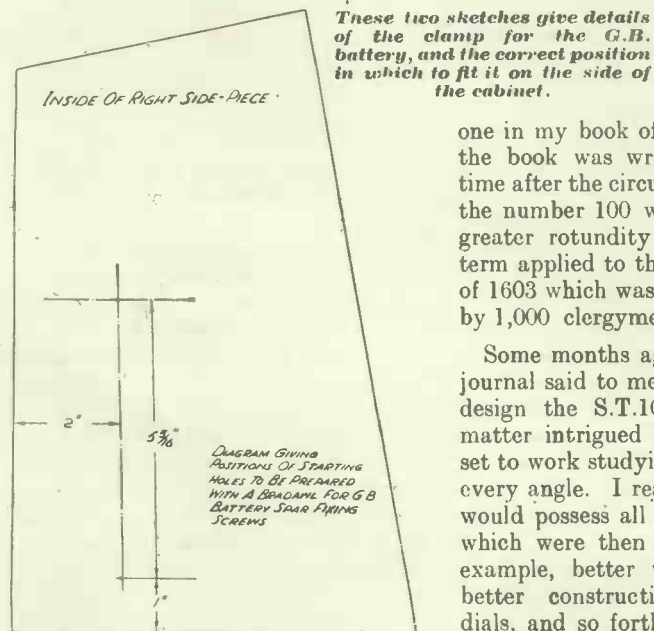 These two sketches give details
of the clamp for the G.B.
battery, and the correct position
in which to fit it on the side of
the cabinet.
INSIDE OF RIGHT SIDE-PIECE.
2"
5 3/16"
DIAGRAM GIVING
POSITIONS OF STARTING
HOLES TO BE PREPARED
WITH A BRADAWL FOR G B
BATTERY SPAR FIXING
SCREWS
1"
one in my book of
the book was wr
time after the circu
the number 100 w
greater rotundity
term applied to th
of 1603 which was
by 1,000 clergyme
Some months ag
journal said to me
design the S.T.10
matter intrigued
set to work studyi
every angle. I rea
would possess all
which were then
example, better
better constructi
dials, and so forth